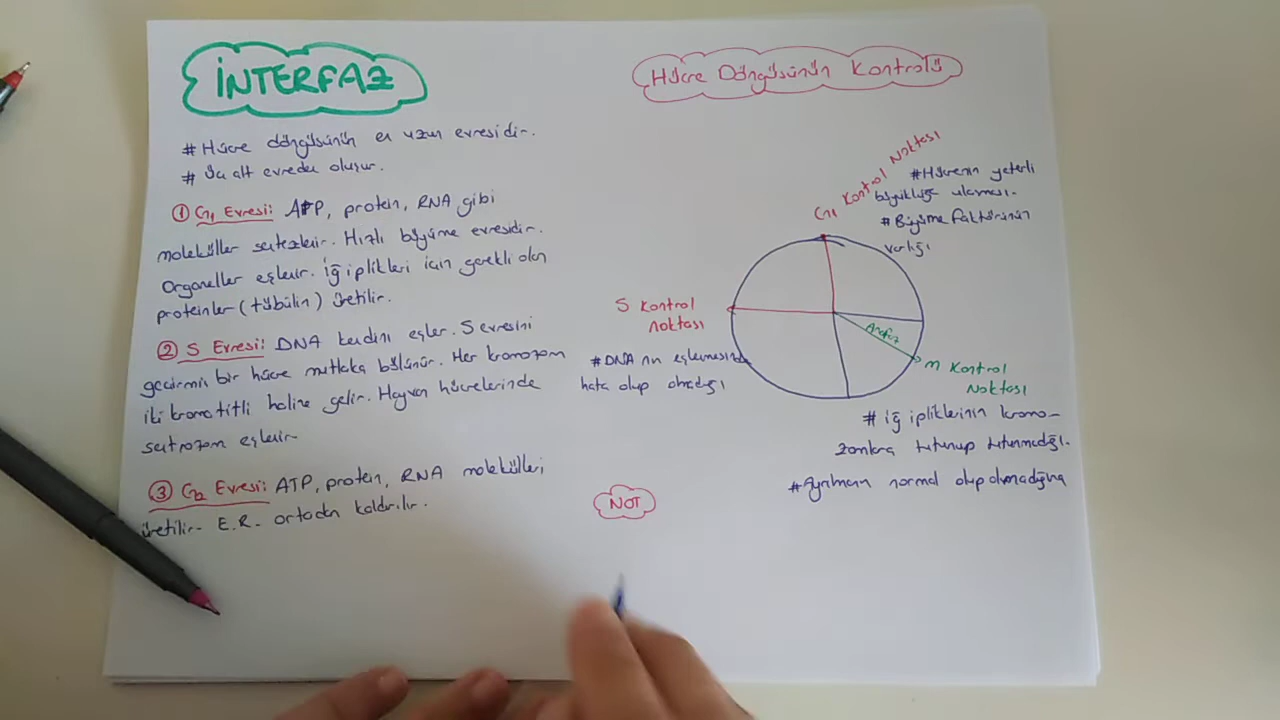 İNTERFAZ
# Hücre döngüsünün en uzun evresidir.
# Üç alt evreden oluşur.
① G1 Evresi: ATP, protein, RNA gibi
moleküller sentezlenir. Hızlı büyüme evresidir.
Organeller eşlenir. İğ iplikleri için gerekli olan
proteinler (tübülin) üretilir.
② S Evresi: DNA kendini eşler. S evresini
geçirmiş bir hücre mutlaka bölünür. Her kromozom
iki kromatitli haline gelir. Hayvan hücrelerinde
sentrozom eşlenir.
③ G2 Evresi: ATP, protein, RNA molekülleri
üretilir. E.R. ortadan kaldırılır.
Hücre Döngüsünün Kontrolü
G1 Kontrol Noktası
# Hücrenin yeterli
büyüklüğe ulaşması.
# Büyüme faktörünün
varlığı
S Kontrol
noktası
# DNA nın eşlemesinde
hata olup olmadığı
Anafaz
m Kontrol
Noktası
# iğ ipliklerinin kromo-
zomlara tutunup tutunmadığı.
# Ayrılmanın normal olup olmadığına
NOT